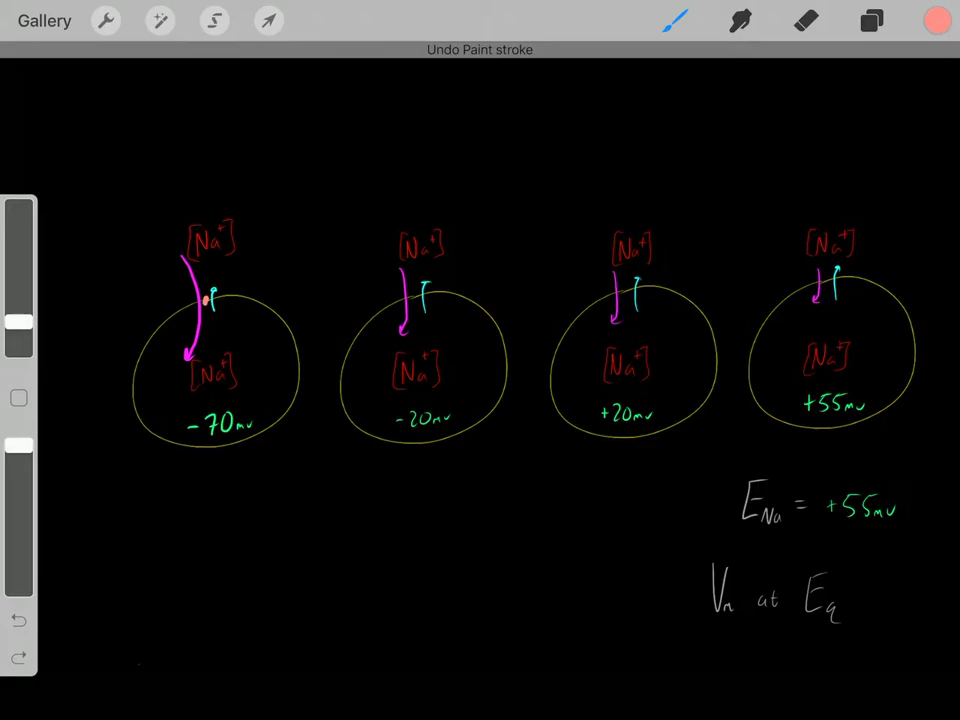 Gallery
Undo Paint stroke
[Na+] [Na+] [Na+] [Na+]
[Na+] [Na+] [Na+] [Na+]
-70mv -20mv +20mv +55mv
ENa = +55mv
Vm at Eq